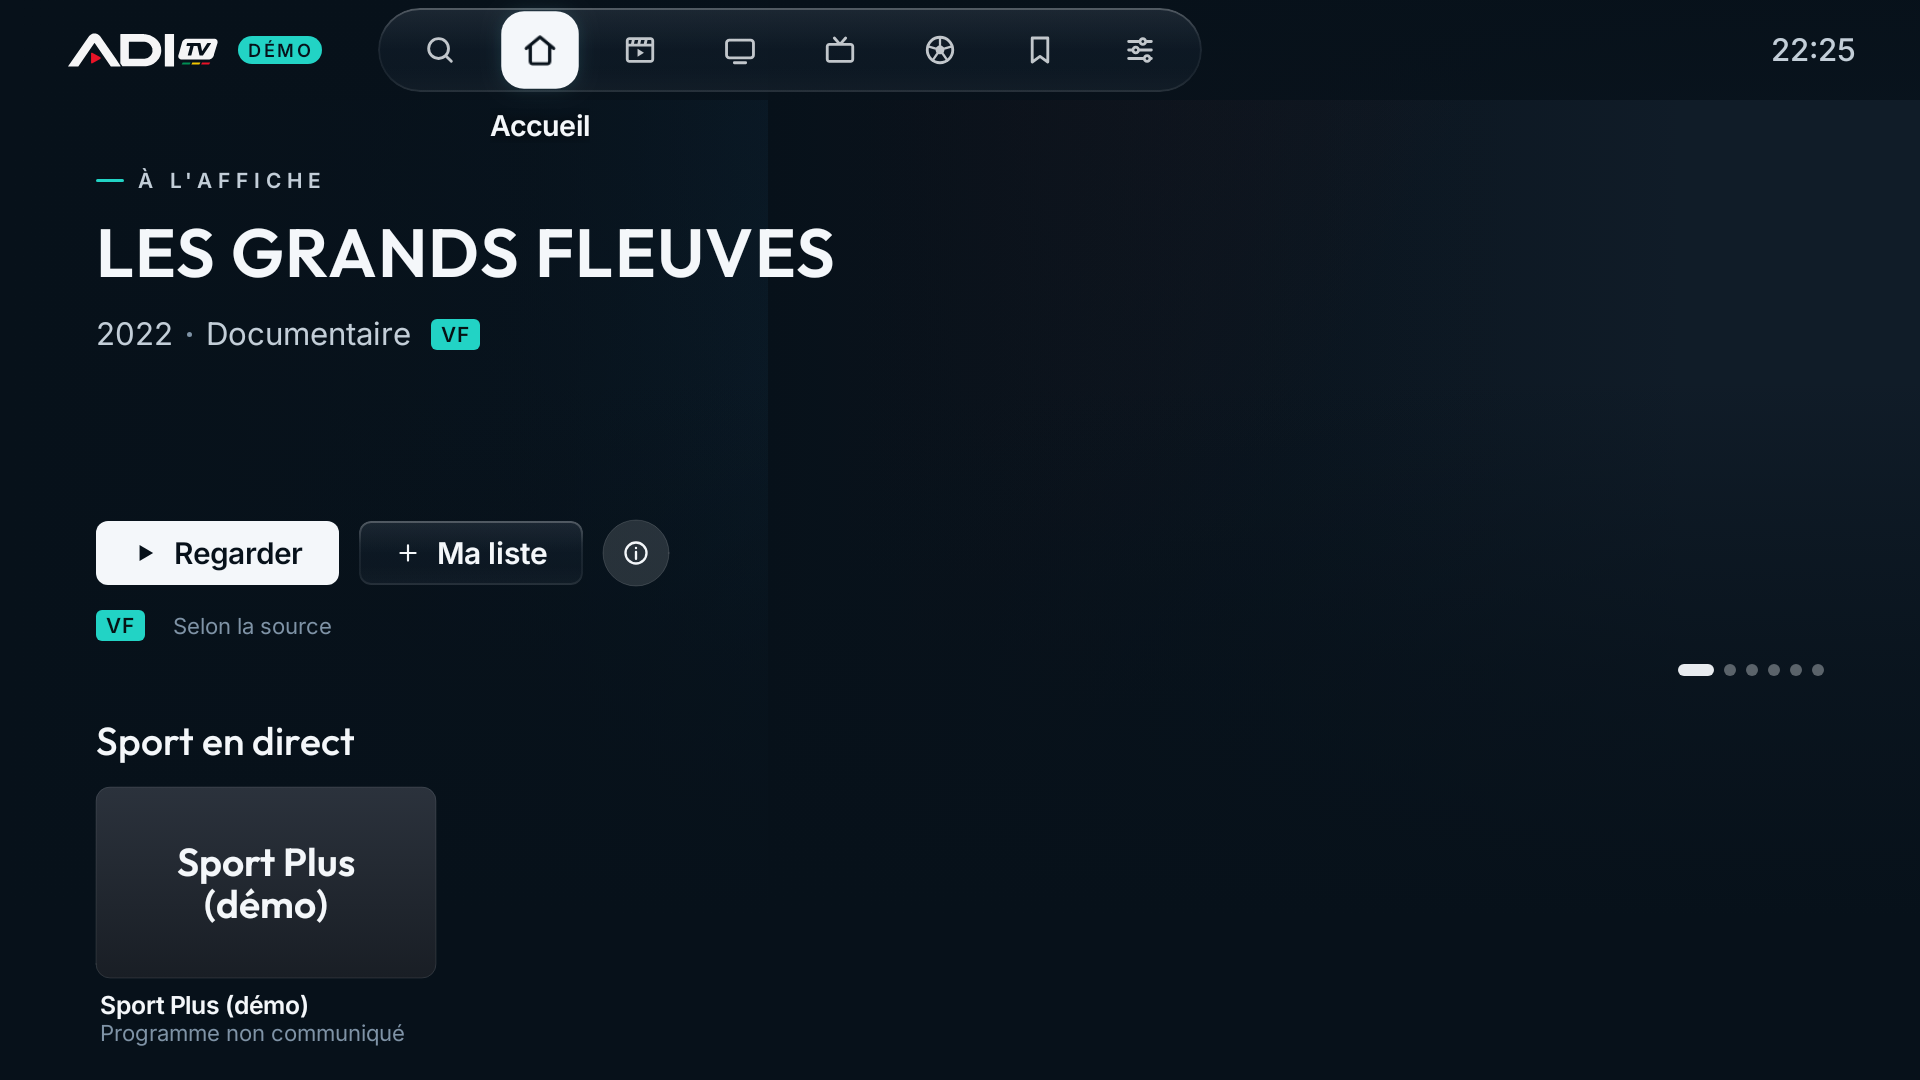 ADI TV DÉMO
22:25
Accueil
À L'AFFICHE
LES GRANDS FLEUVES
2022 · Documentaire VF
Regarder
Ma liste
VF Selon la source
Sport en direct
Sport Plus
(démo)
Sport Plus (démo)
Programme non communiqué